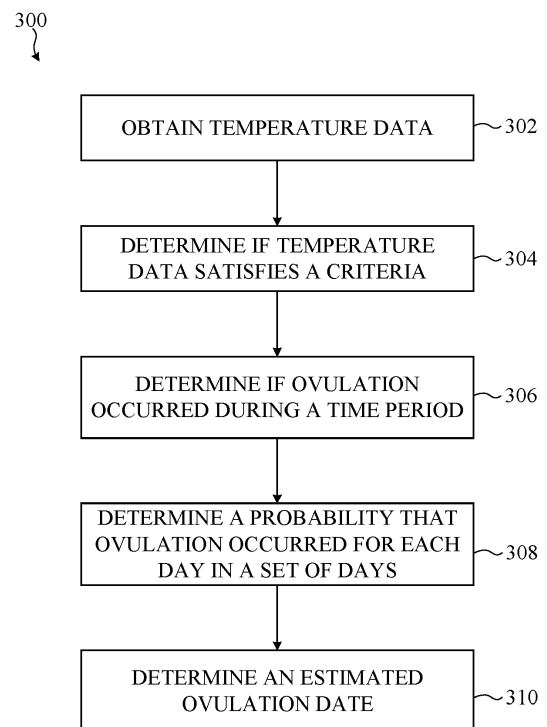 300
OBTAIN TEMPERATURE DATA
302
DETERMINE IF TEMPERATURE
DATA SATISFIES A CRITERIA
304
DETERMINE IF OVULATION
OCCURRED DURING A TIME PERIOD
306
DETERMINE A PROBABILITY THAT
OVULATION OCCURRED FOR EACH
DAY IN A SET OF DAYS
308
DETERMINE AN ESTIMATED
OVULATION DATE
310